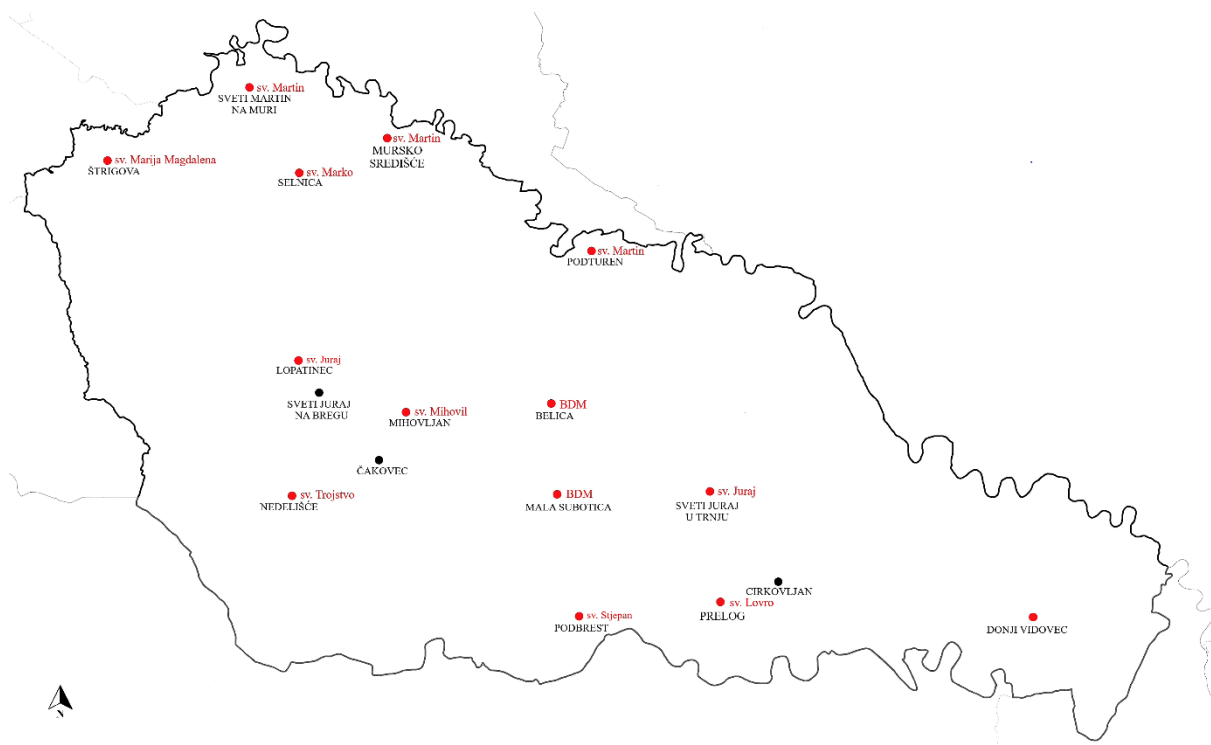 sv. Martin
SVETI MARTIN
NA MURI
sv. Martin
MURSKO
SREDIŠĆE
sv. Marija Magdalena
ŠTRIGOVA
sv. Marko
SELNICA
sv. Martin
PODTUREN
sv. Juraj
LOPATINEC
SVETI JURAJ
NA BREGU
sv. Mihovil
MIHOVLJAN
BDM
BELICA
ČAKOVEC
sv. Trojstvo
NEDELIŠĆE
BDM
MALA SUBOTICA
sv. Juraj
SVETI JURAJ
U TRNJU
CIRKOVLJAN
sv. Lovro
PRELOG
sv. Stjepan
PODBREST
DONJI VIDOVEC
N